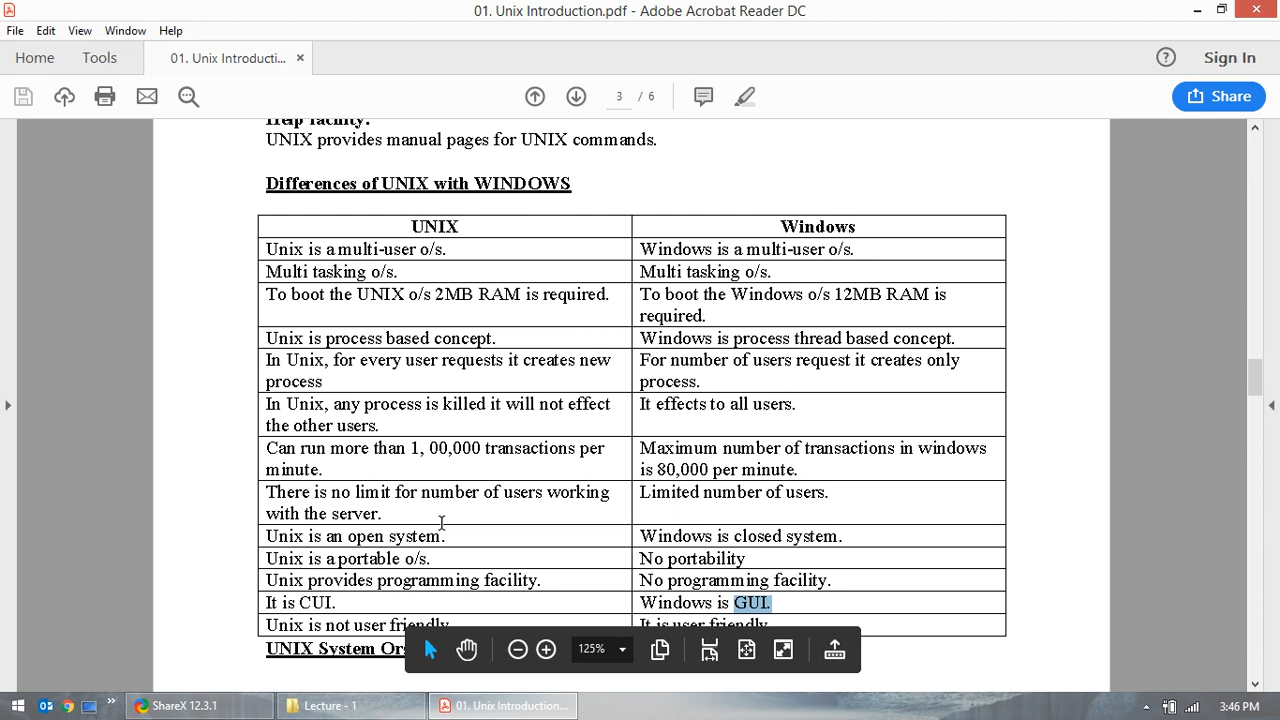 01. Unix Introduction.pdf - Adobe Acrobat Reader DC
File Edit View Window Help
Home Tools 01. Unix Introducti... × Sign In
3 / 6 Share
Help facility:
UNIX provides manual pages for UNIX commands.
Differences of UNIX with WINDOWS
UNIX Windows
Unix is a multi-user o/s. Windows is a multi-user o/s.
Multi tasking o/s. Multi tasking o/s.
To boot the UNIX o/s 2MB RAM is required. To boot the Windows o/s 12MB RAM is
required.
Unix is process based concept. Windows is process thread based concept.
In Unix, for every user requests it creates new For number of users request it creates only
process process.
In Unix, any process is killed it will not effect It effects to all users.
the other users.
Can run more than 1, 00,000 transactions per Maximum number of transactions in windows
minute. is 80,000 per minute.
There is no limit for number of users working Limited number of users.
with the server.
Unix is an open system. Windows is closed system.
Unix is a portable o/s. No portability
Unix provides programming facility. No programming facility.
It is CUI. Windows is GUI.
Unix is not user friendly It is user friendly
UNIX System Or
125%
ShareX 12.3.1 Lecture - 1 01. Unix Introduction... 3:46 PM